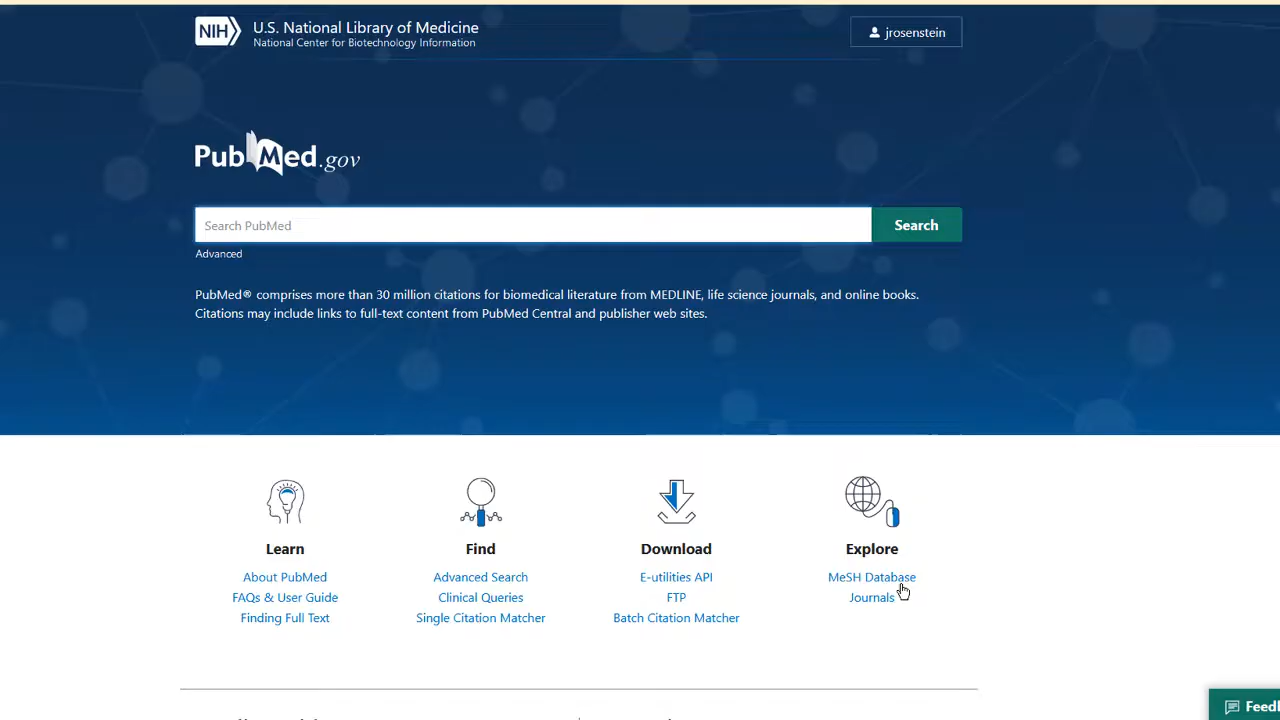 NIH U.S. National Library of Medicine
National Center for Biotechnology Information
jrosenstein
PubMed.gov
Search PubMed
Search
Advanced
PubMed® comprises more than 30 million citations for biomedical literature from MEDLINE, life science journals, and online books.
Citations may include links to full-text content from PubMed Central and publisher web sites.
Learn
About PubMed
FAQs & User Guide
Finding Full Text
Find
Advanced Search
Clinical Queries
Single Citation Matcher
Download
E-utilities API
FTP
Batch Citation Matcher
Explore
MeSH Database
Journals